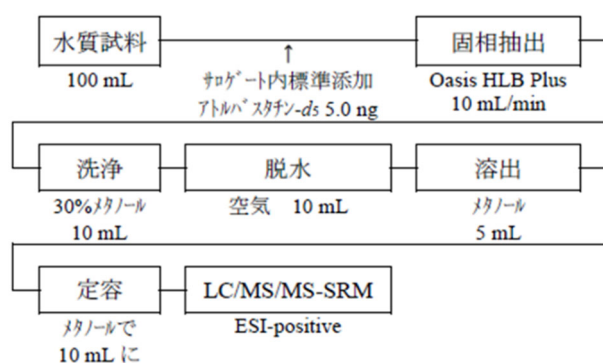 水質試料
100 mL
↑
ｻﾛｹﾞｰﾄ内標準添加
ｱﾄﾙﾊﾞｽﾀﾁﾝ-d5 5.0 ng
固相抽出
Oasis HLB Plus
10 mL/min
洗浄
30%ﾒﾀﾉｰﾙ
10 mL
脱水
空気　10 mL
溶出
ﾒﾀﾉｰﾙ
5 mL
定容
ﾒﾀﾉｰﾙで
10 mL に
LC/MS/MS-SRM
ESI-positive